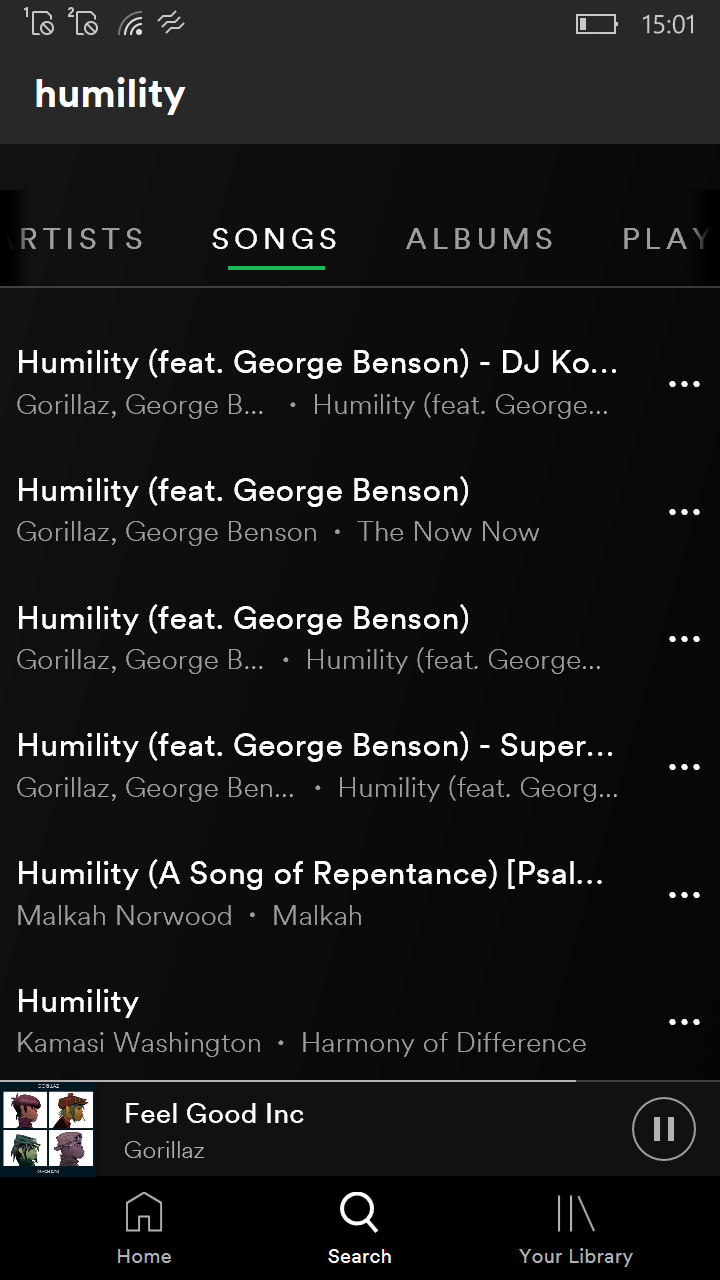 1 2 15:01
humility
RTISTS SONGS ALBUMS PLAY
Humility (feat. George Benson) - DJ Ko...
Gorillaz, George B... • Humility (feat. George...
Humility (feat. George Benson)
Gorillaz, George Benson • The Now Now
Humility (feat. George Benson)
Gorillaz, George B... • Humility (feat. George...
Humility (feat. George Benson) - Super...
Gorillaz, George Ben... • Humility (feat. Georg...
Humility (A Song of Repentance) [Psal...
Malkah Norwood • Malkah
Humility
Kamasi Washington • Harmony of Difference
GORILLAZ
Feel Good Inc
Gorillaz
Home Search Your Library